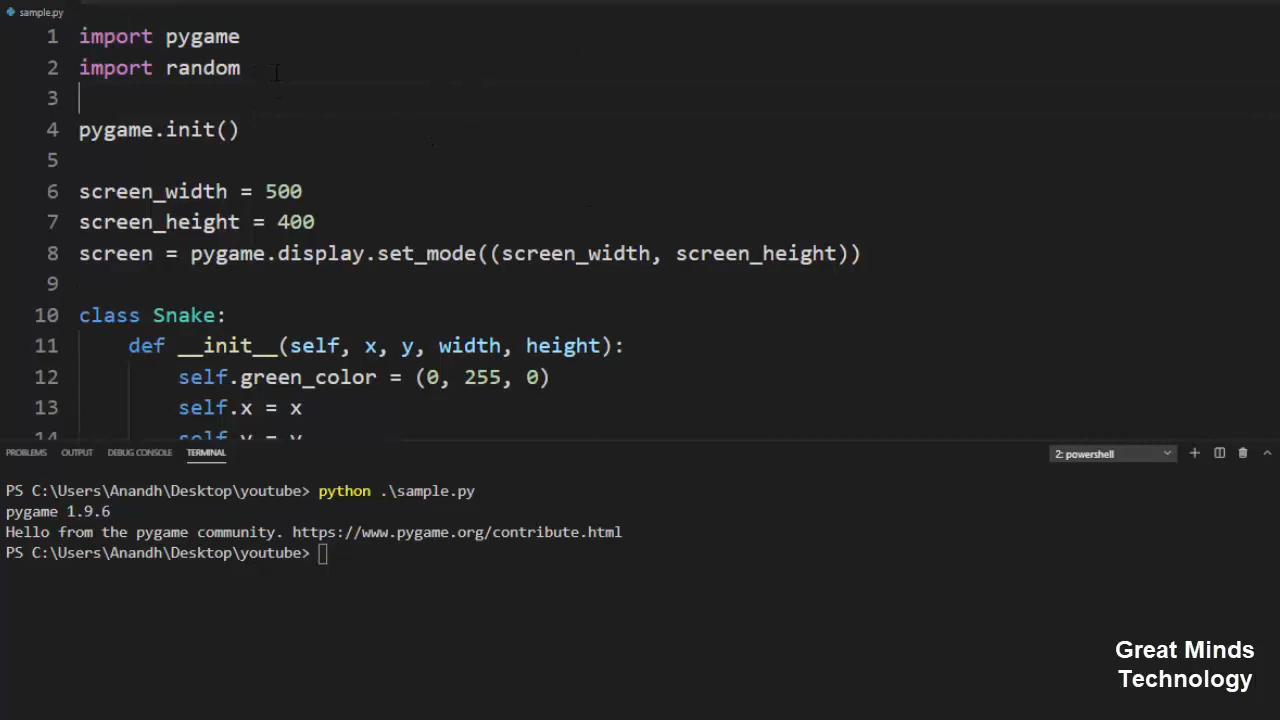 sample.py
1 import pygame
2 import random
3
4 pygame.init()
5
6 screen_width = 500
7 screen_height = 400
8 screen = pygame.display.set_mode((screen_width, screen_height))
9
10 class Snake:
11 def __init__(self, x, y, width, height):
12 self.green_color = (0, 255, 0)
13 self.x = x
14 self.y = y
PROBLEMS OUTPUT DEBUG CONSOLE TERMINAL 2: powershell
PS C:\Users\Anandh\Desktop\youtube> python .\sample.py
pygame 1.9.6
Hello from the pygame community. https://www.pygame.org/contribute.html
PS C:\Users\Anandh\Desktop\youtube>
Great Minds
Technology